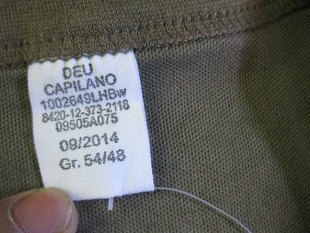 DEU
CAPILANO
1002649LHBw
8420-12-373-2118
09505A075
09/2014
Gr. 54/48